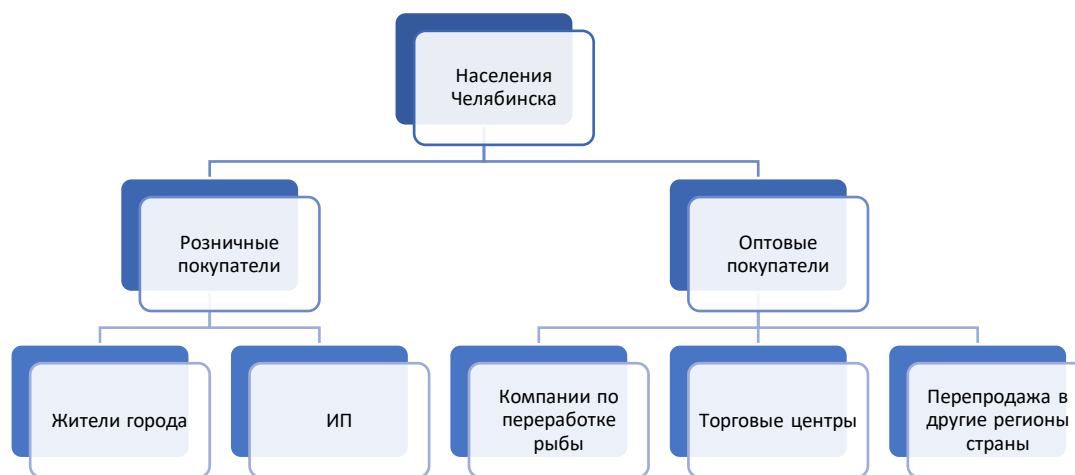 Населения
Челябинска
Розничные
покупатели
Оптовые
покупатели
Жители города
ИП
Компании по
переработке
рыбы
Торговые центры
Перепродажа в
другие регионы
страны